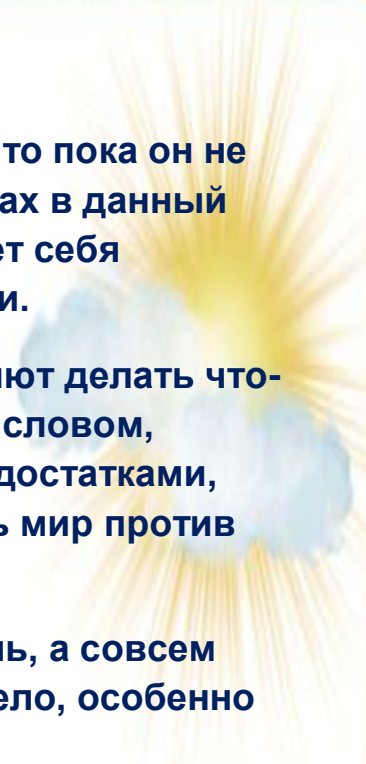 то пока он не
ах в данный
ет себя
и.
ют делать что-
словом,
достатками,
ь мир против
ь, а совсем
ело, особенно